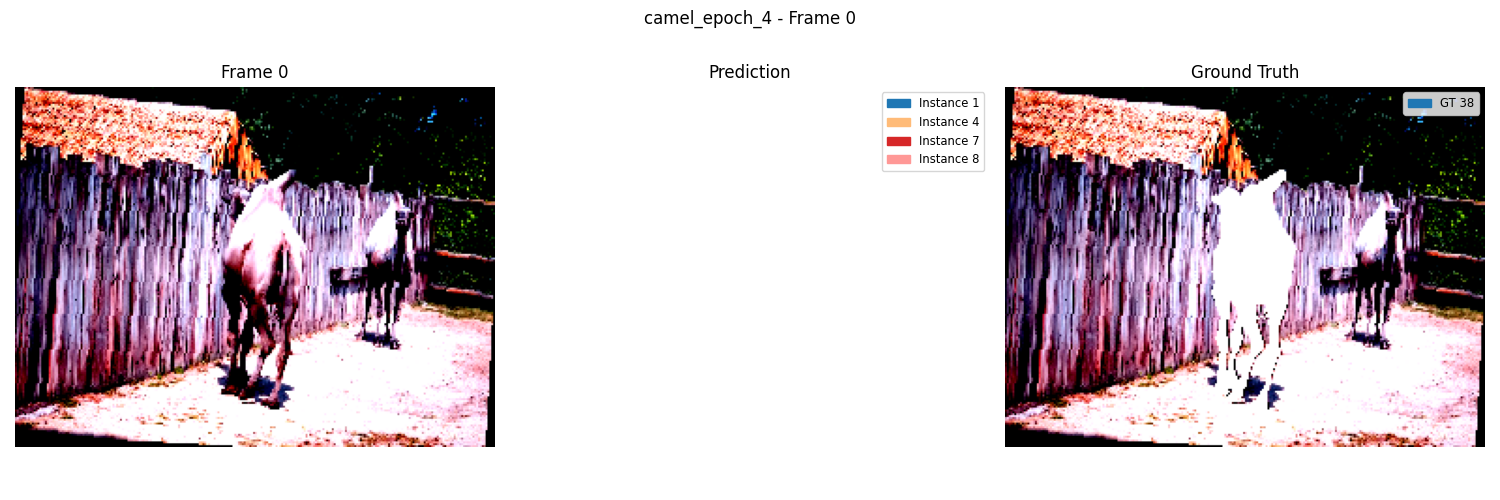 camel_epoch_4 - Frame 0
Frame 0
Prediction
Ground Truth
Instance 1
Instance 4
Instance 7
Instance 8
GT 38